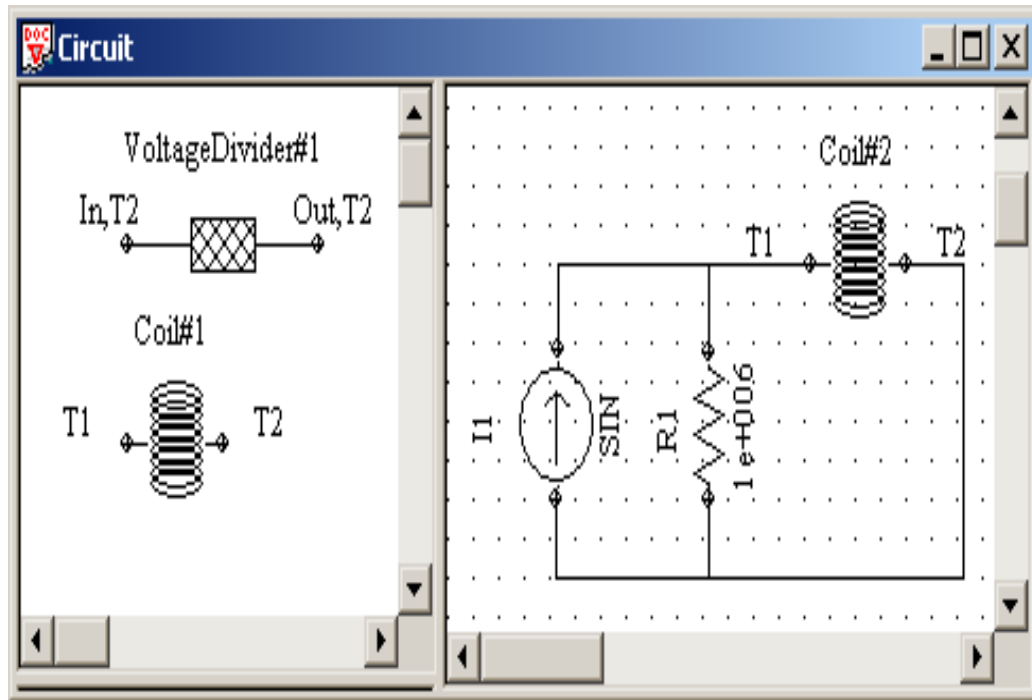 DOC
Circuit
VoltageDivider#1
In,T2
Out,T2
Coil#1
T1
T2
Coil#2
T1
T2
I1
SIN
R1
1e+006